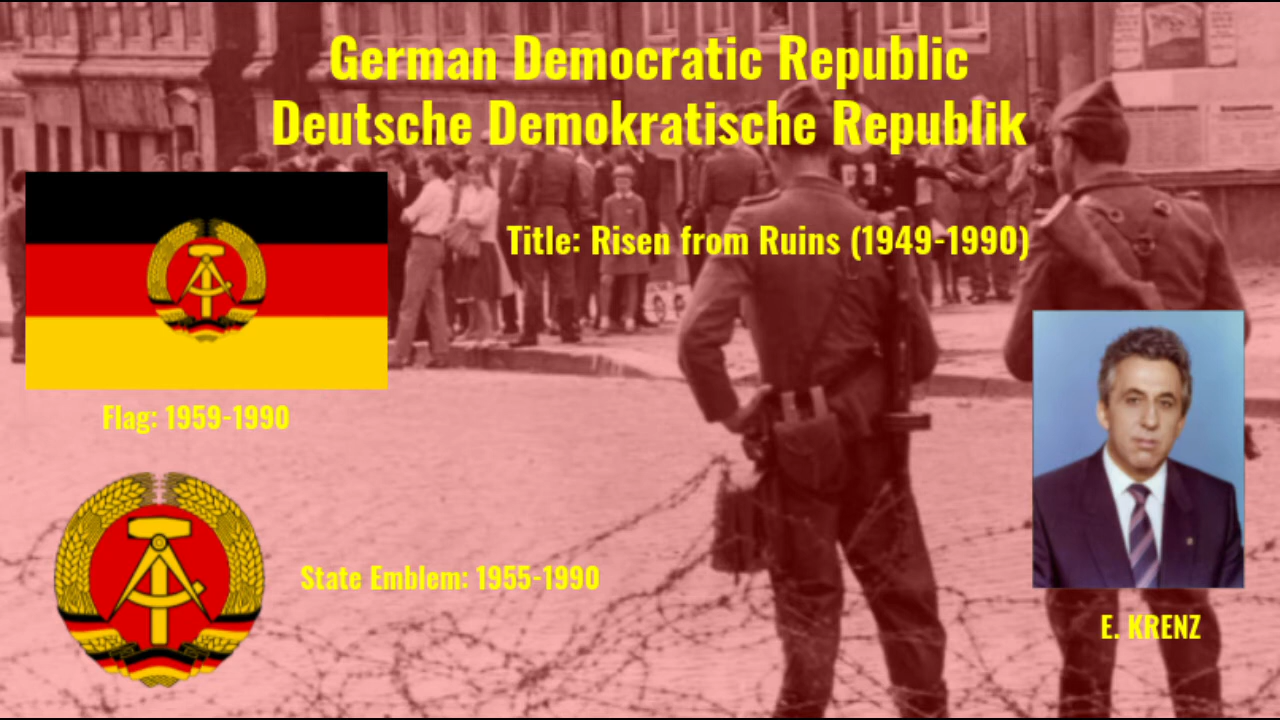 German Democratic Republic
Deutsche Demokratische Republik
Title: Risen from Ruins (1949-1990)
Flag: 1959-1990
State Emblem: 1955-1990
E. KRENZ